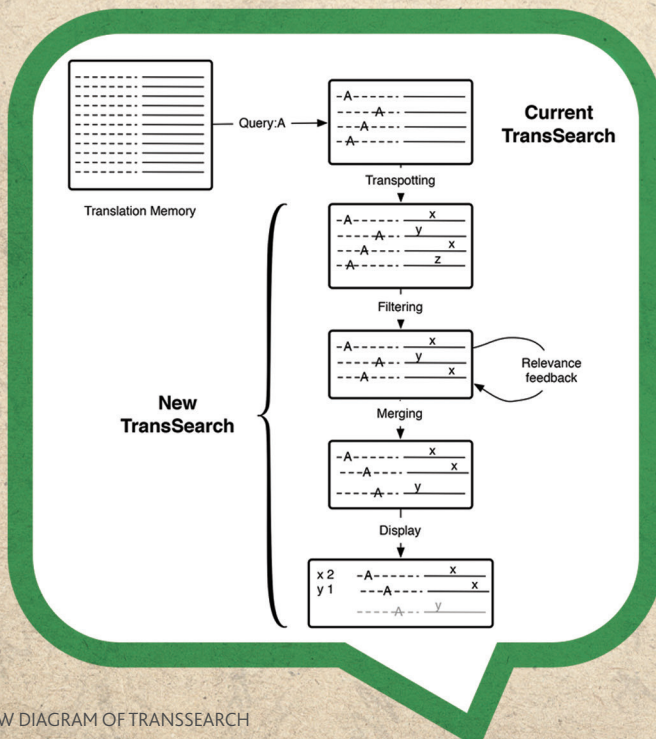 Current
TransSearch
Query:A
A
A
A
A
Translation Memory
Transpotting
A x
A y
A x
A z
Filtering
A x
A y
A x
Relevance
feedback
New
TransSearch
Merging
A x
A x
A y
Display
x 2 A x
y 1 A x
A y
DIAGRAM OF TRANSSEARCH